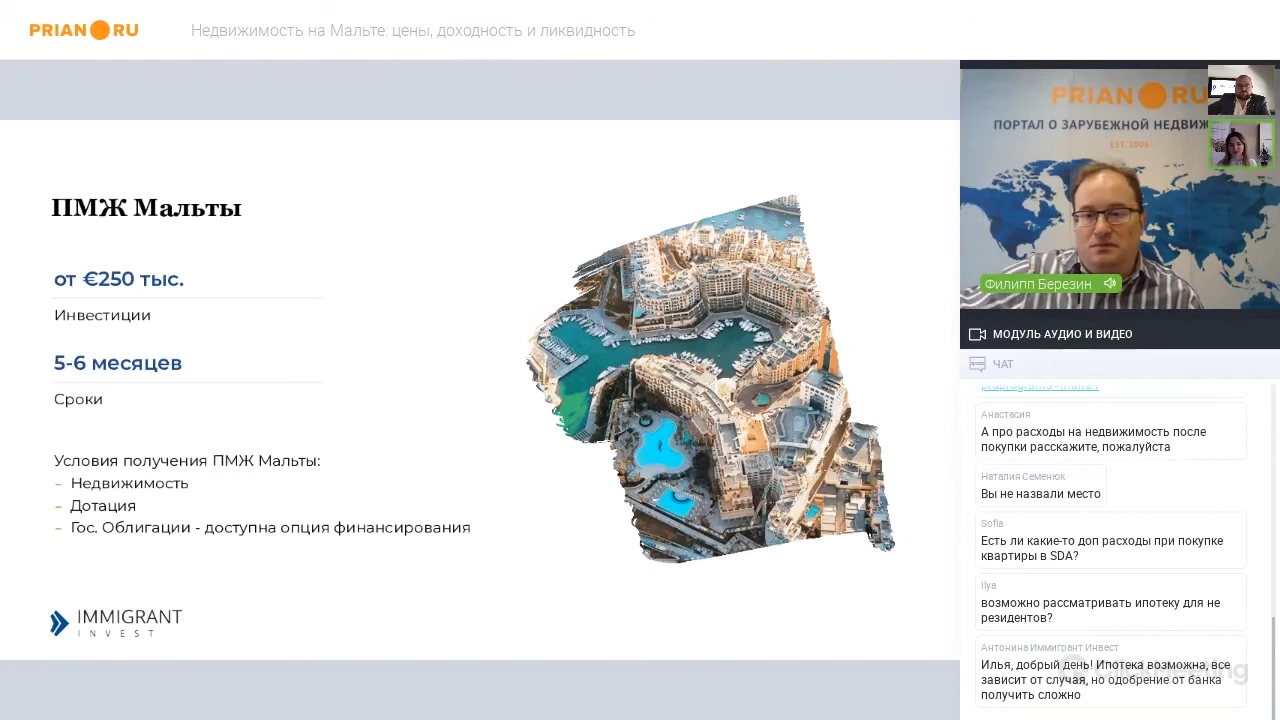 PRIAN RU
Недвижимость на Мальте: цены, доходность и ликвидность
ПМЖ Мальты
от €250 тыс.
Инвестиции
5-6 месяцев
Сроки
Условия получения ПМЖ Мальты:
- Недвижимость
- Дотация
- Гос. Облигации - доступна опция финансирования
IMMIGRANT
INVEST
PRIAN RU
ПОРТАЛ О ЗАРУБЕЖНОЙ НЕДВИЖ
EST. 2006
Филипп Березин
МОДУЛЬ АУДИО И ВИДЕО
ЧАТ
Анастасия
А про расходы на недвижимость после
покупки расскажите, пожалуйста
Наталия Семенюк
Вы не назвали место
Sofia
Есть ли какие-то доп расходы при покупке
квартиры в SDA?
Ilya
возможно рассматривать ипотеку для не
резидентов?
Антонина Иммигрант Инвест
Илья, добрый день! Ипотека возможна, все
зависит от случая, но одобрение от банка
получить сложно
ClickMeeting